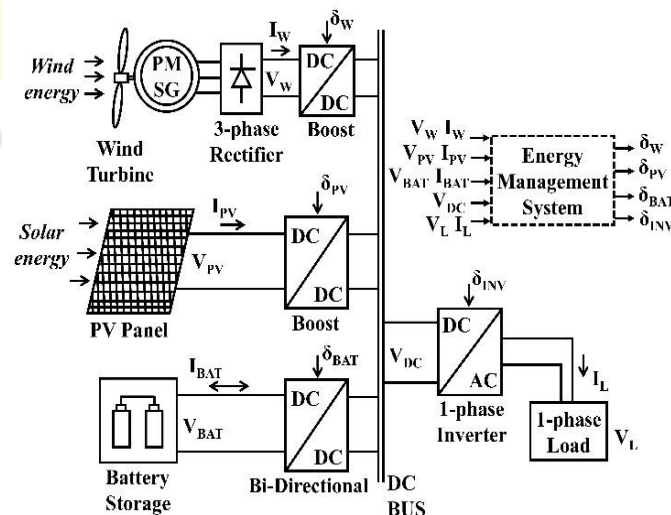 Wind
energy
PM
SG
Wind
Turbine
3-phase
Rectifier
I_W
V_W
δ_W
DC
DC
Boost
Solar
energy
PV Panel
I_PV
V_PV
δ_PV
DC
DC
Boost
Battery
Storage
I_BAT
V_BAT
δ_BAT
DC
DC
Bi-Directional
DC
BUS
V_W I_W
V_PV I_PV
V_BAT I_BAT
V_DC
V_L I_L
Energy
Management
System
δ_W
δ_PV
δ_BAT
δ_INV
V_DC
δ_INV
DC
AC
1-phase
Inverter
I_L
1-phase
Load
V_L